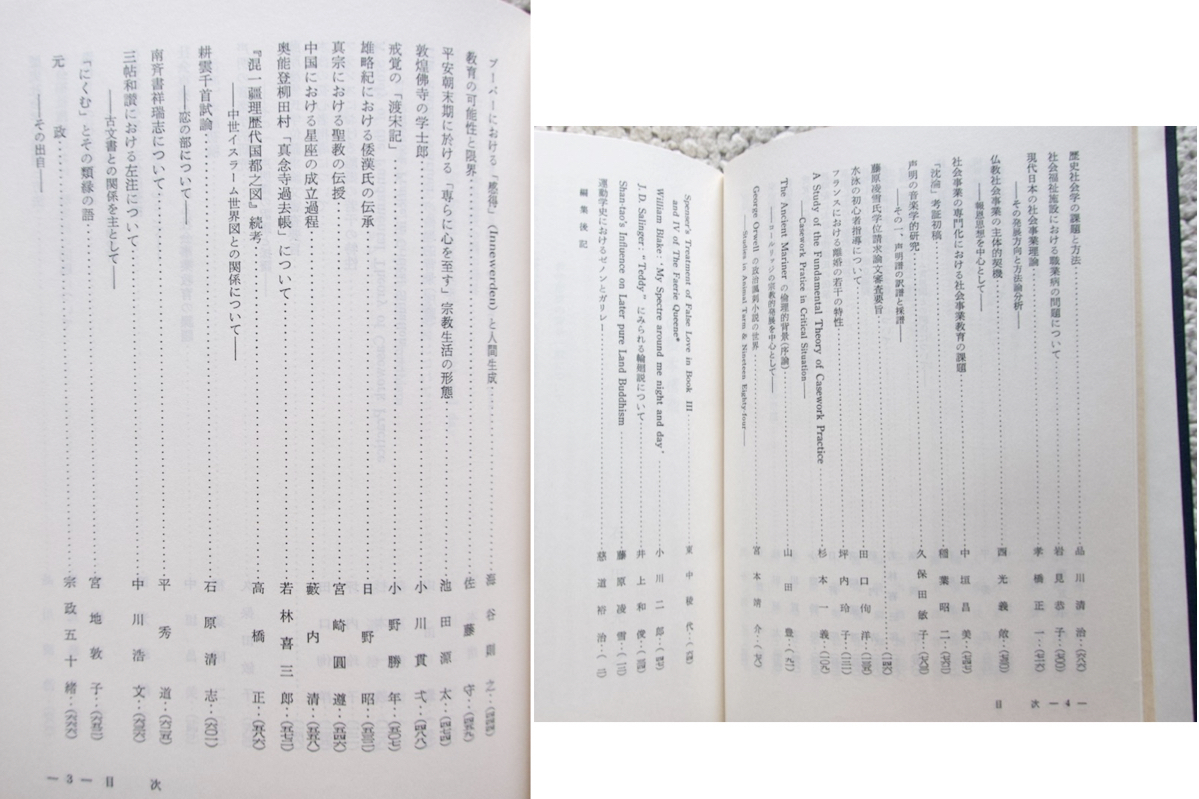 ブーベーにおける「感得」(Innewerden)と人間生成 海谷則之
教育の可能性と限界 佐藤守
平安朝末期に於ける「専らに心を至す」宗教生活の形態 池田源太
敦煌佛寺の学士郎 小川貫弌
戒覚の「渡宋記」 小野勝年
雄略紀における倭漢氏の伝承 日野昭
真宗における聖教の伝授 宮崎圓遵
中国における星座の成立過程 藪内清
奥能登柳田村「真念寺過去帳」について 若林喜三郎
『混一疆理歴代国都之図』続考 高橋正
――中世イスラーム世界図との関係について――
耕雲千首試論 石原清志
――恋の部について――
南斉書祥瑞志について 平秀道
三帖和讃における左注について 中川浩文
――古文書との関係を主として――
「にくむ」とその類縁の語 宮地敦子
元政 宗政五十緒
――その出自――
― 3 ― 目次
歴史社会学の課題と方法 品川清治
社会福祉施設における職業病の問題について 岩見恭子
現代日本の社会事業理論 孝橋正一
――その発展方向と方法論分析――
仏教社会事業の主体的契機 西光義敞
――報恩思想を中心として――
社会事業の専門化における社会事業教育の課題 中垣昌美
「沈淪」考証初稿 稲葉昭二
声明の音楽学的研究 久保田敏子
――その一、声明譜の訳譜と採譜――
藤原凌雪氏学位請求論文審査要旨
水泳の初心者指導について 田口洵洋
フランスにおける離婚の若干の特性 坪内玲子
A Study of the Fundamental Theory of Casework Practice 杉本一義
――Casework Pratice in Critical Situation――
The Ancient Mariner の倫理的背景(序論) 山田豊
George Orwell の政治諷刺小説の世界 宮本清介
――Studies in Animal Farm & Nineteen Eighty-four――
目次 ― 4 ―
Spenser's Treatment of False Love in Book III and IV of The Faerie Queene* 東中稜代
William Blake: 'My Spectre around me night and day' 小川二郎
J.D. Salinger: "Teddy" にみられる輪廻説について 井上和俊
Shan-tao's Influence on Later pure Land Buddhism 藤原凌雪
運動学史におけるゼノンとガリレー 慈道裕治
編集後記